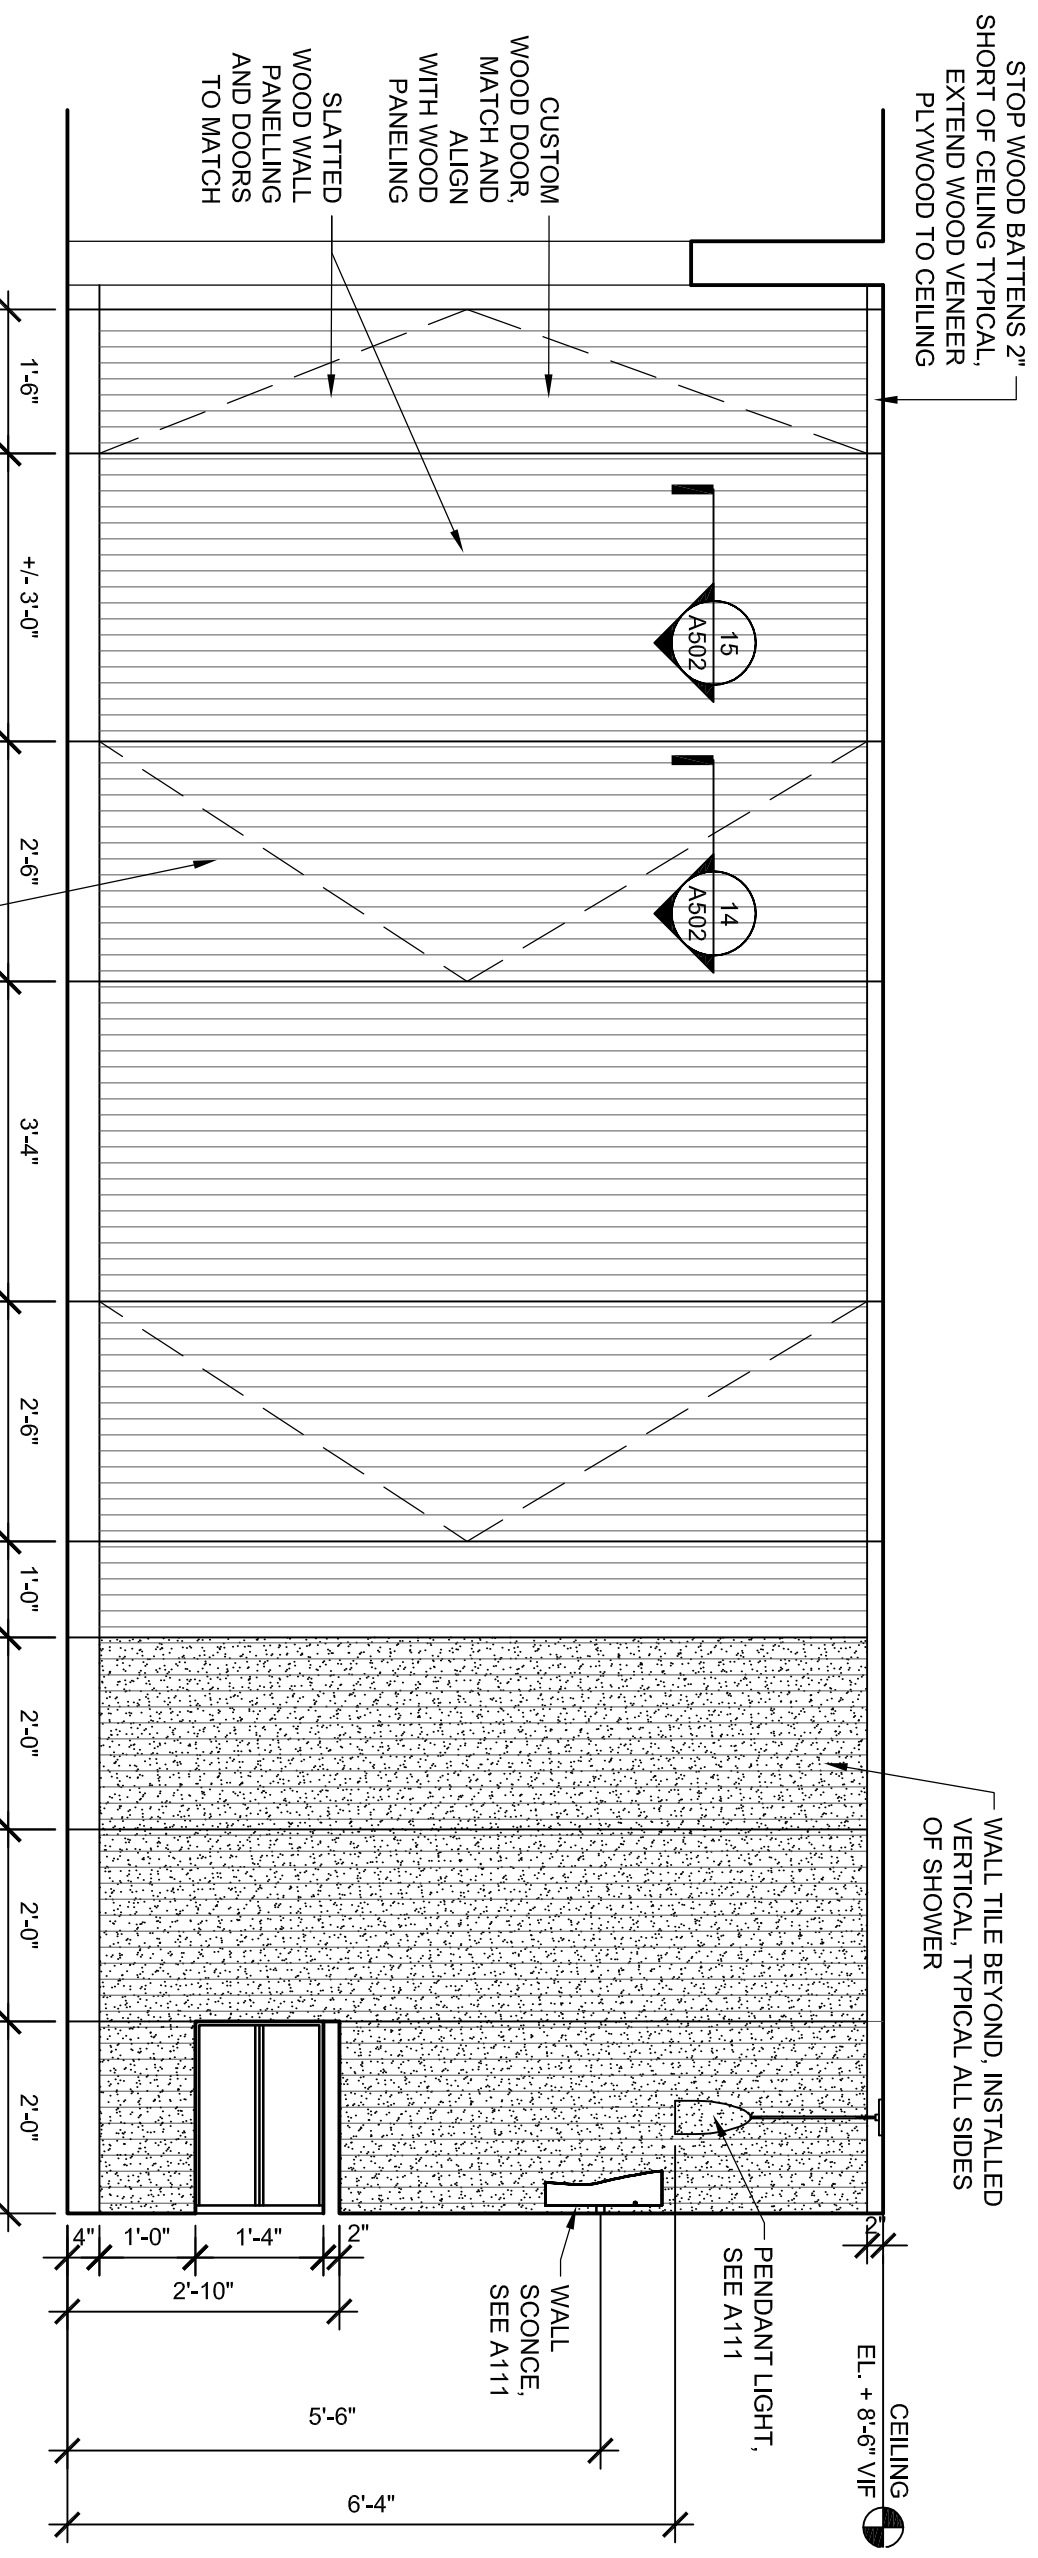 STOP WOOD BATTENS 2"
SHORT OF CEILING TYPICAL,
EXTEND WOOD VENEER
PLYWOOD TO CEILING
CUSTOM
WOOD DOOR,
MATCH AND
ALIGN
WITH WOOD
PANELING
SLATTED
WOOD WALL
PANELLING
AND DOORS
TO MATCH
15
A502
14
A502
WALL TILE BEYOND, INSTALLED
VERTICAL, TYPICAL ALL SIDES
OF SHOWER
PENDANT LIGHT,
SEE A111
WALL
SCONCE,
SEE A111
CEILING
EL. + 8'-6" VIF
2"
2"
1'-4"
1'-0"
4"
2'-10"
5'-6"
6'-4"
1'-6"
+/- 3'-0"
2'-6"
3'-4"
2'-6"
1'-0"
2'-0"
2'-0"
2'-0"